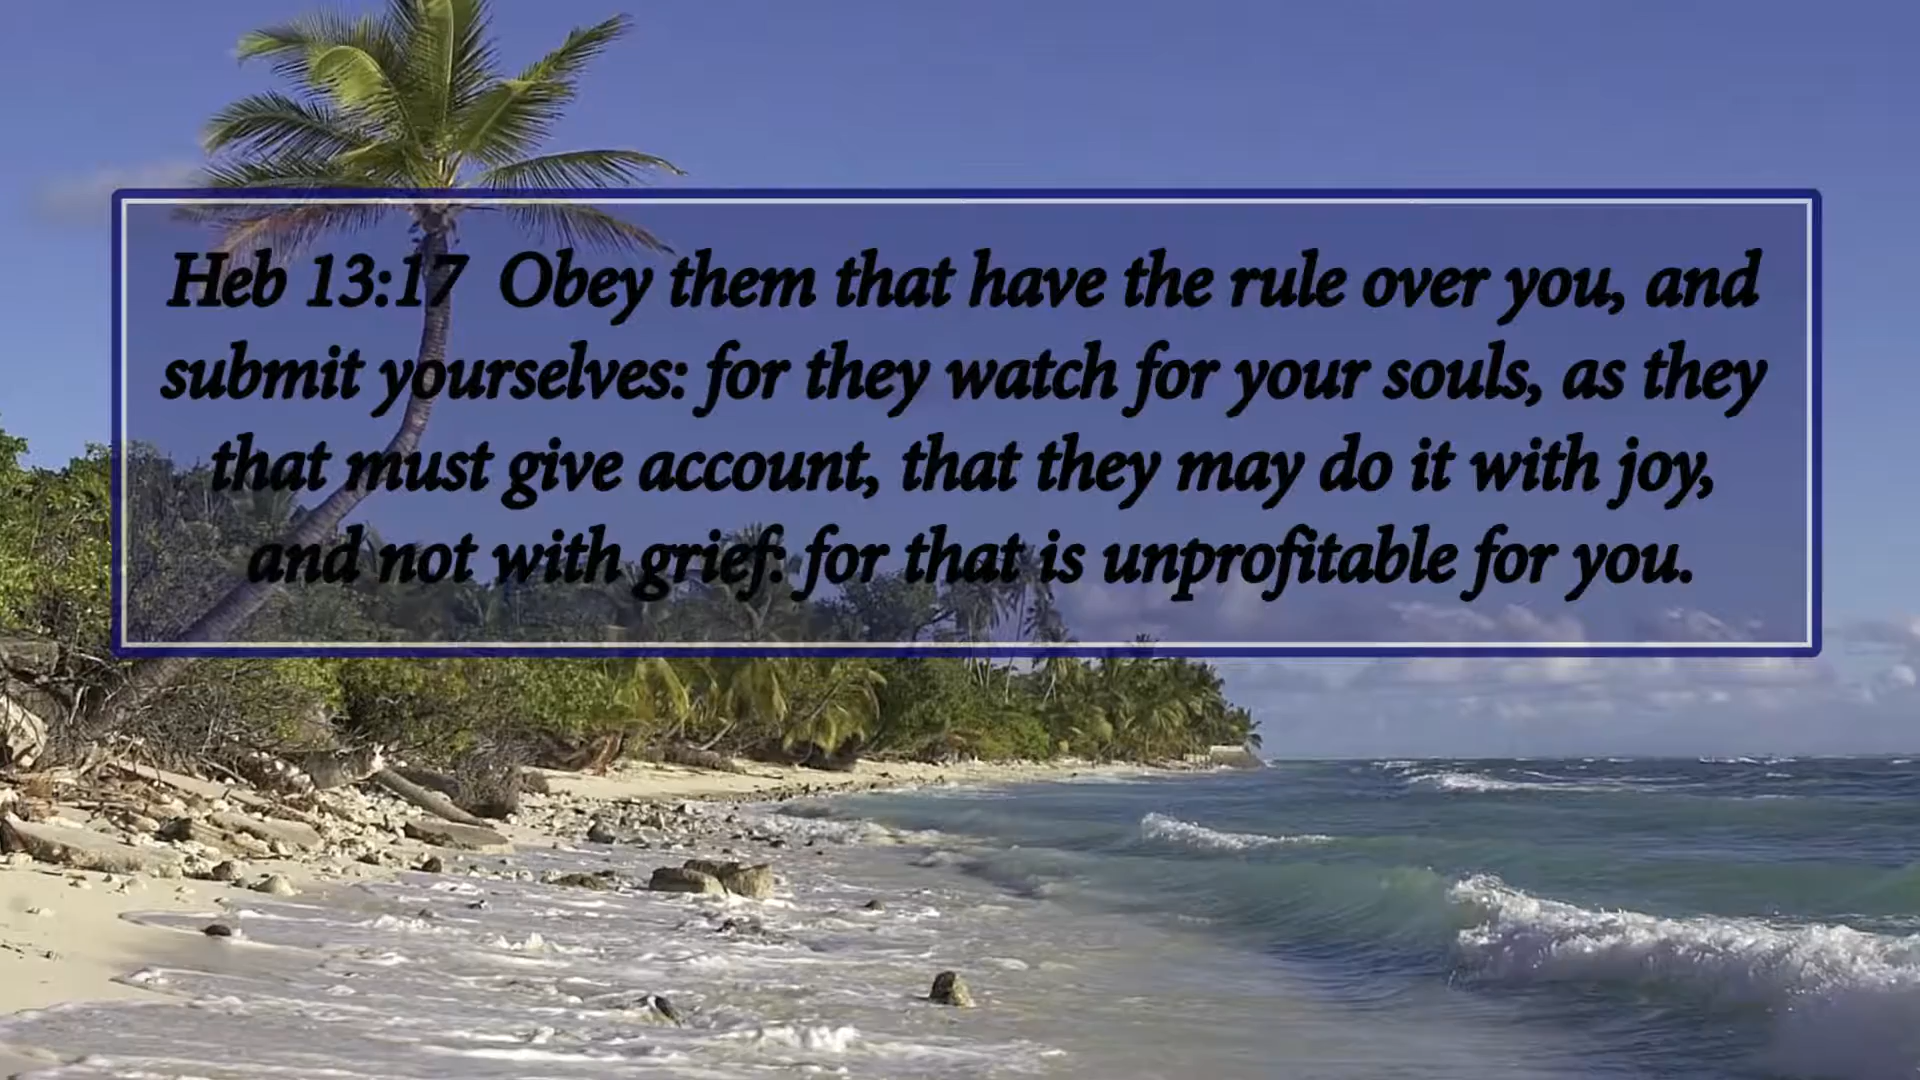 Heb 13:17 Obey them that have the rule over you, and
submit yourselves: for they watch for your souls, as they
that must give account, that they may do it with joy,
and not with grief: for that is unprofitable for you.